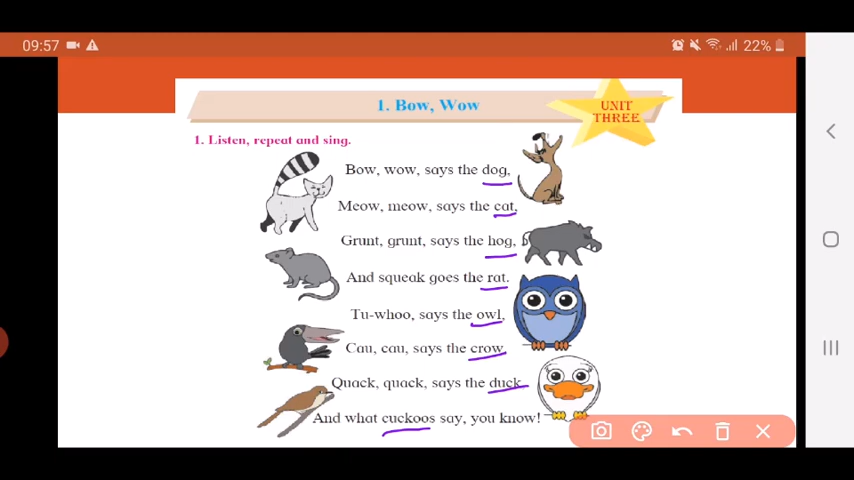 09:57
22%
1. Bow, Wow
UNIT
THREE
1. Listen, repeat and sing.
Bow, wow, says the dog,
Meow, meow, says the cat,
Grunt, grunt, says the hog,
And squeak goes the rat.
Tu-whoo, says the owl,
Cau, cau, says the crow,
Quack, quack, says the duck
And what cuckoos say, you know!